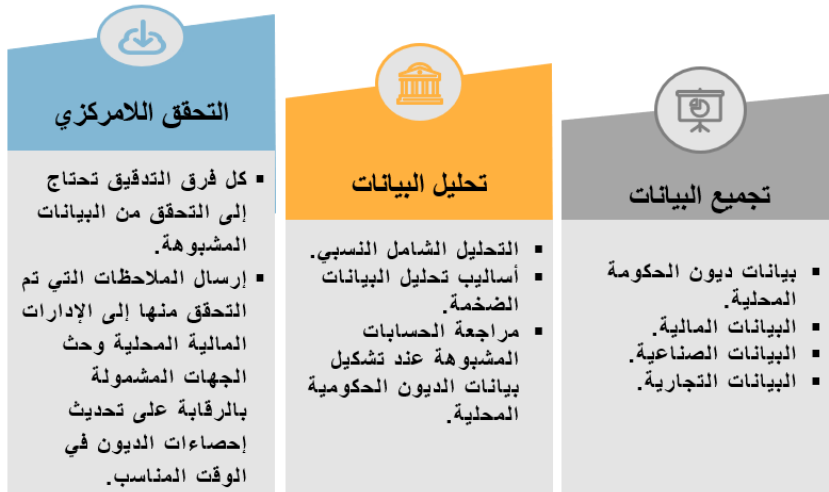 تجميع البيانات
▪ بيانات ديون الحكومة
المحلية.
▪ البيانات المالية.
▪ البيانات الصناعية.
▪ البيانات التجارية.
تحليل البيانات
▪ التحليل الشامل النسبي.
▪ أساليب تحليل البيانات
الضخمة.
▪ مراجعة الحسابات
المشبوهة عند تشكيل
بيانات الديون الحكومية
المحلية.
التحقق اللامركزي
▪ كل فرق التدقيق تحتاج
إلى التحقق من البيانات
المشبوهة.
▪ إرسال الملاحظات التي تم
التحقق منها إلى الإدارات
المالية المحلية وحث
الجهات المشمولة
بالرقابة على تحديث
إحصاءات الديون في
الوقت المناسب.